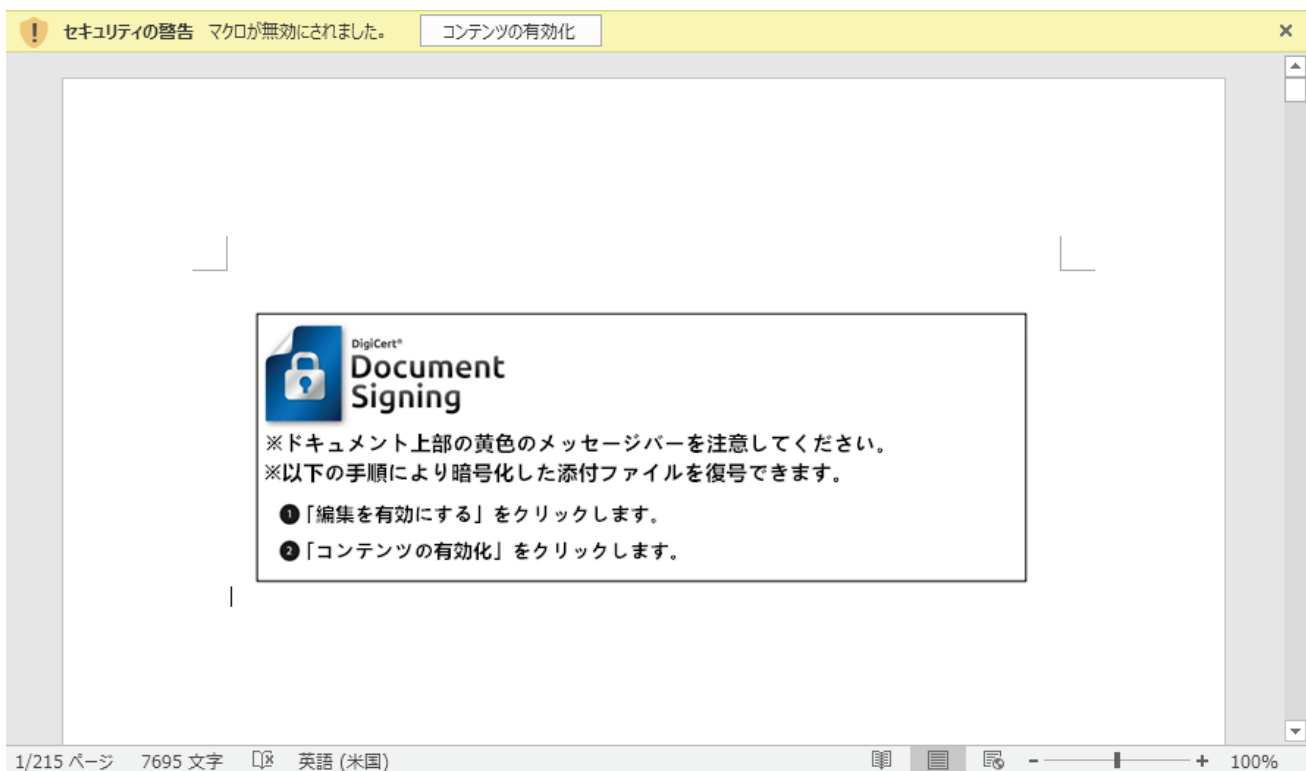 セキュリティの警告 マクロが無効にされました。 コンテンツの有効化
DigiCert®
Document
Signing
※ドキュメント上部の黄色のメッセージバーを注意してください。
※以下の手順により暗号化した添付ファイルを復号できます。
❶「編集を有効にする」をクリックします。
❷「コンテンツの有効化」をクリックします。
1/215 ページ 7695 文字 英語 (米国) 100%